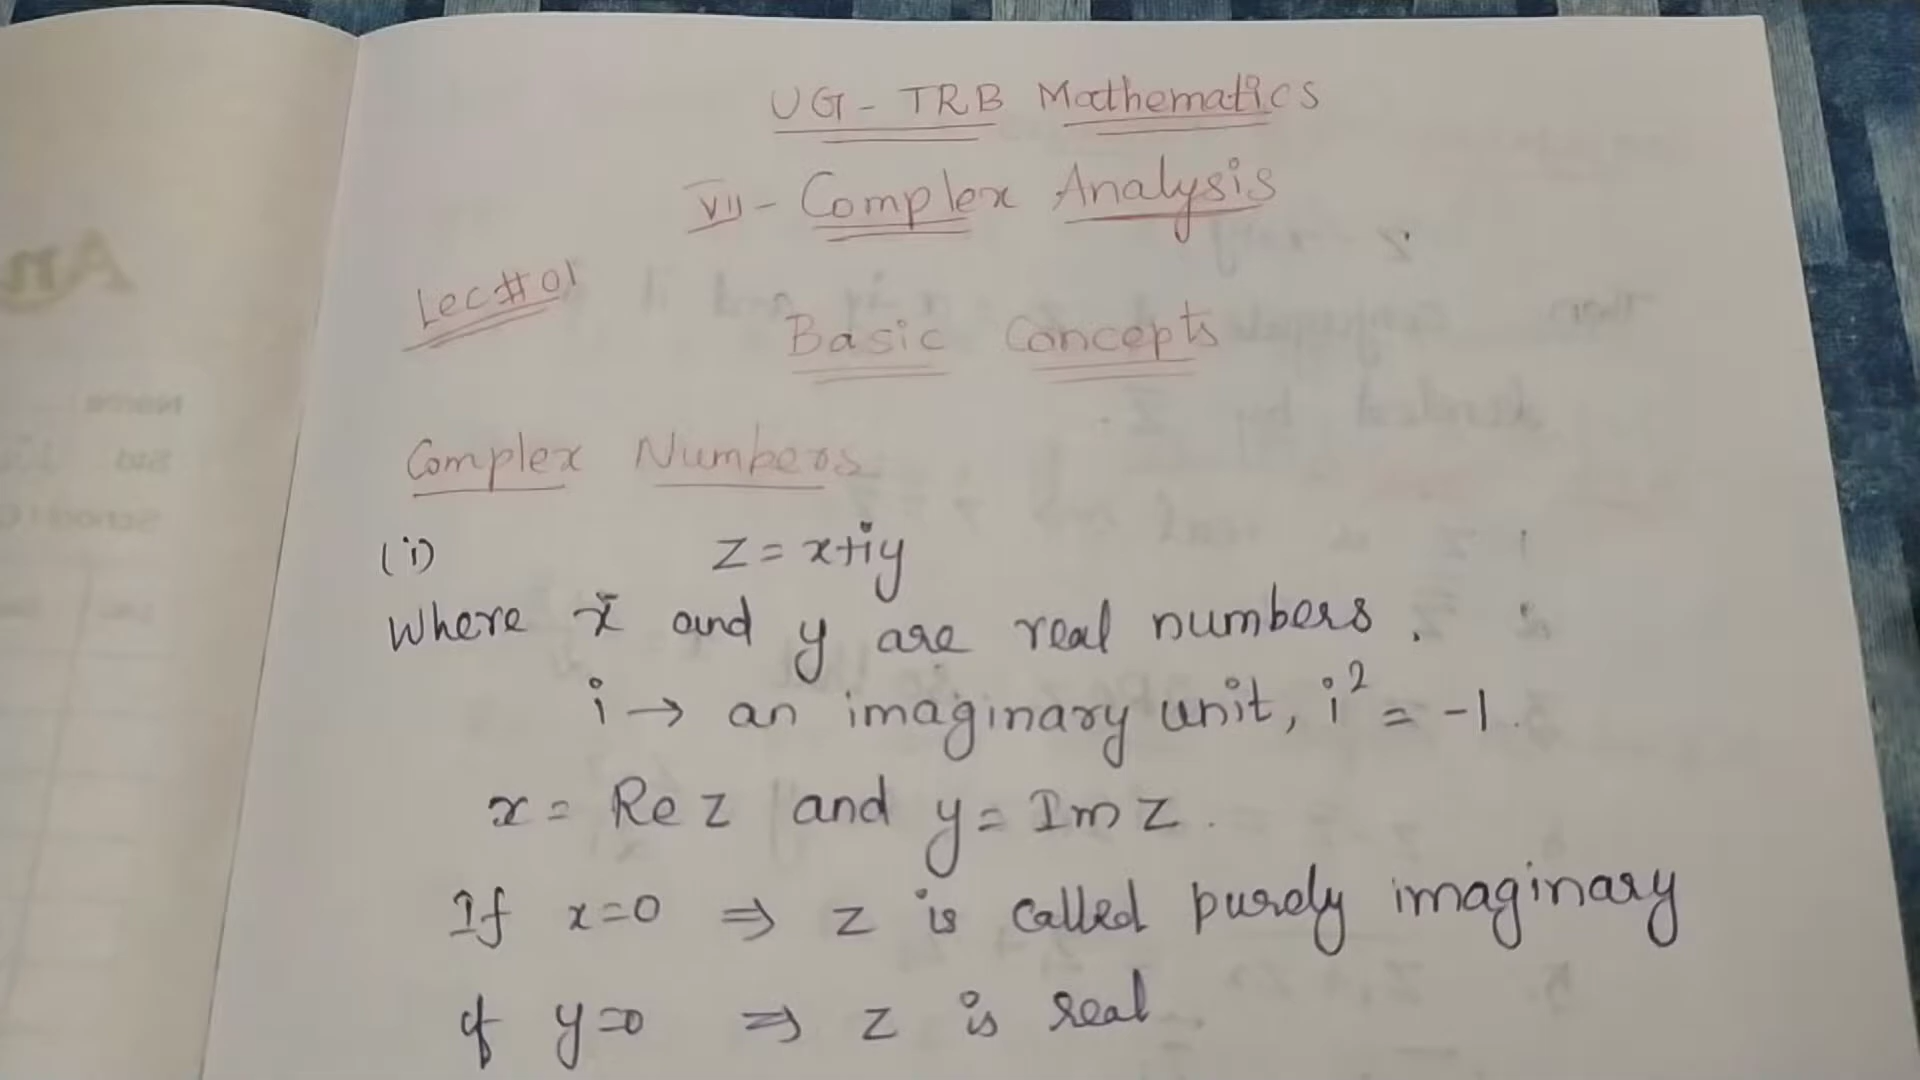 UG - TRB Mathematics
VII - Complex Analysis
Lec#01
Basic Concepts
Complex Numbers
(i) z = x+iy
Where x and y are real numbers.
i → an imaginary unit, i² = -1.
x = Re z and y = Im z.
If x=0 ⇒ z is called purely imaginary
if y=0 ⇒ z is real